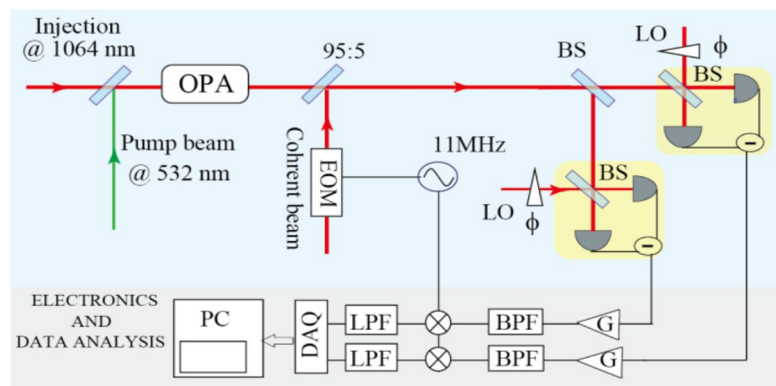 Injection
@ 1064 nm
OPA
Pump beam
@ 532 nm
95:5
EOM
Cohrent beam
11MHz
BS
LO
ϕ
BS
BS
LO
ϕ
ELECTRONICS
AND
DATA ANALYSIS
PC
DAQ
LPF
BPF
G
LPF
BPF
G